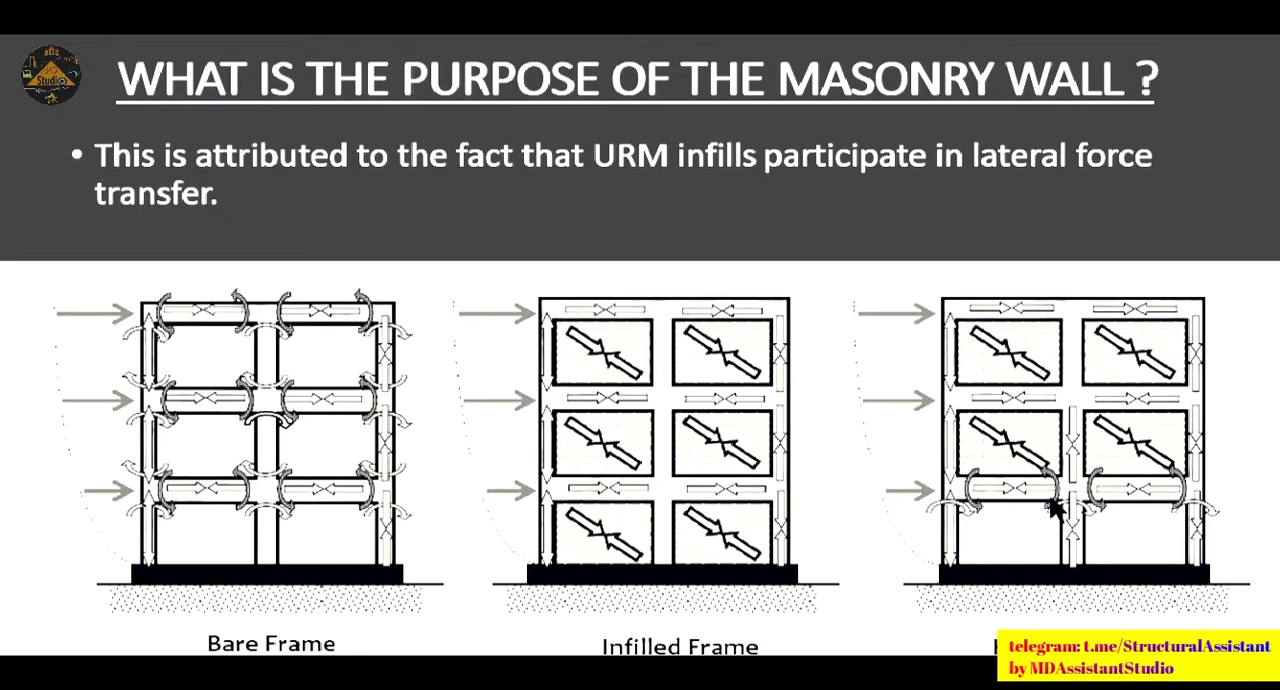 WHAT IS THE PURPOSE OF THE MASONRY WALL ?
• This is attributed to the fact that URM infills participate in lateral force
transfer.
Bare Frame
Infilled Frame
telegram: t.me/StructuralAssistant
by MDAssistantStudio
Studio